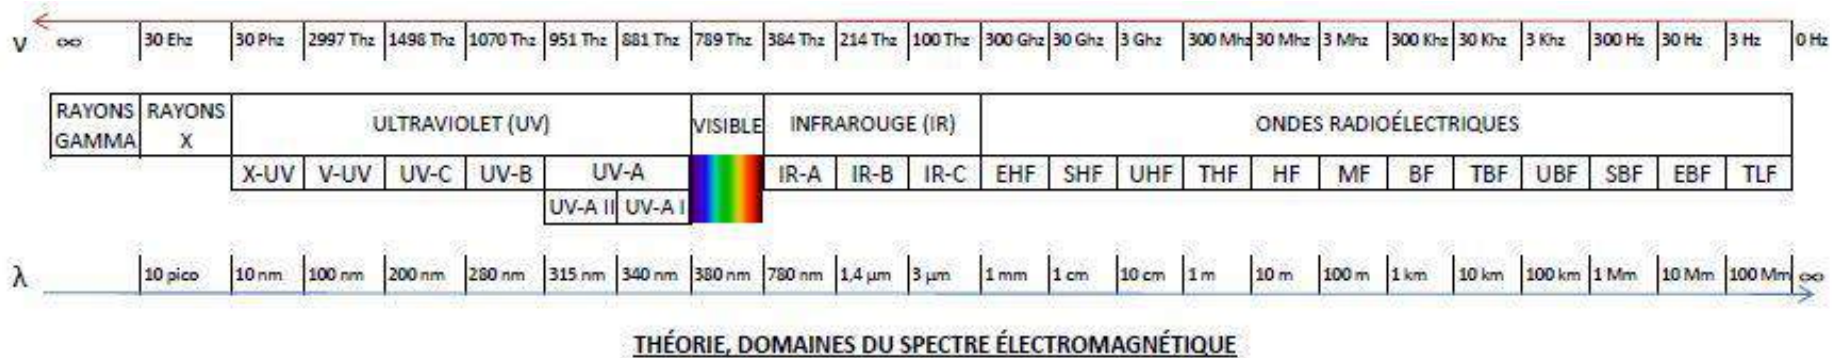 ν ∞ 30 Ehz 30 Phz 2997 Thz 1498 Thz 1070 Thz 951 Thz 881 Thz 789 Thz 384 Thz 214 Thz 100 Thz 300 Ghz 30 Ghz 3 Ghz 300 Mhz 30 Mhz 3 Mhz 300 Khz 30 Khz 3 Khz 300 Hz 30 Hz 3 Hz 0 Hz
RAYONS GAMMA RAYONS X ULTRAVIOLET (UV) VISIBLE INFRAROUGE (IR) ONDES RADIOÉLECTRIQUES
X-UV V-UV UV-C UV-B UV-A IR-A IR-B IR-C EHF SHF UHF THF HF MF BF TBF UBF SBF EBF TLF
UV-A II UV-A I
λ 10 pico 10 nm 100 nm 200 nm 280 nm 315 nm 340 nm 380 nm 780 nm 1,4 µm 3 µm 1 mm 1 cm 10 cm 1 m 10 m 100 m 1 km 10 km 100 km 1 Mm 10 Mm 100 Mm ∞
THÉORIE, DOMAINES DU SPECTRE ÉLECTROMAGNÉTIQUE